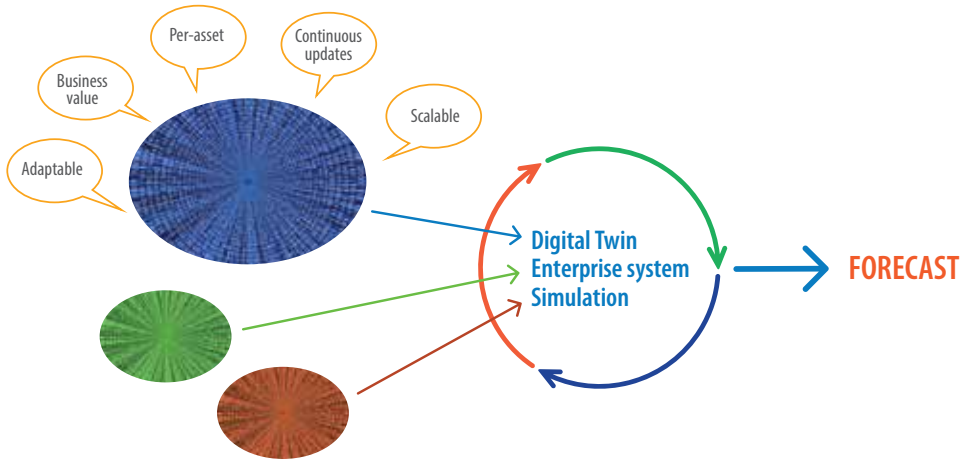 Per-asset
Continuous
updates
Business
value
Scalable
Adaptable
Digital Twin
Enterprise system
Simulation
FORECAST